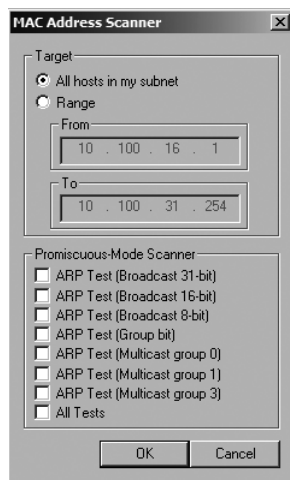 MAC Address Scanner
Target
All hosts in my subnet
Range
From
10 . 100 . 16 . 1
To
10 . 100 . 31 . 254
Promiscuous-Mode Scanner
ARP Test (Broadcast 31-bit)
ARP Test (Broadcast 16-bit)
ARP Test (Broadcast 8-bit)
ARP Test (Group bit)
ARP Test (Multicast group 0)
ARP Test (Multicast group 1)
ARP Test (Multicast group 3)
All Tests
OK Cancel